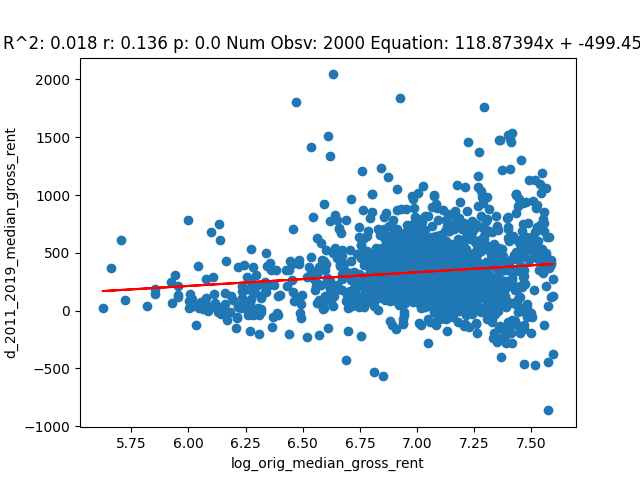 R^2: 0.018 r: 0.136 p: 0.0 Num Obsv: 2000 Equation: 118.87394x + -499.45
d_2011_2019_median_gross_rent
2000
1500
1000
500
0
−500
−1000
5.75 6.00 6.25 6.50 6.75 7.00 7.25 7.50
log_orig_median_gross_rent